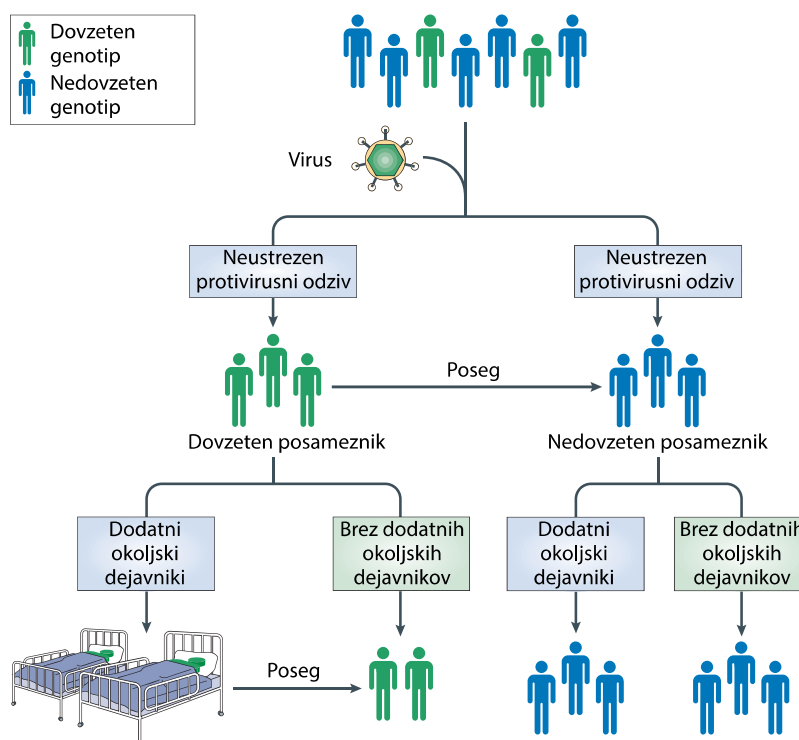 Dovzeten
genotip
Nedovzeten
genotip
Virus
Neustrezen
protivirusni odziv
Neustrezen
protivirusni odziv
Poseg
Dovzeten posameznik
Nedovzeten posameznik
Dodatni
okoljski
dejavniki
Brez dodatnih
okoljskih
dejavnikov
Dodatni
okoljski
dejavniki
Brez dodatnih
okoljskih
dejavnikov
Poseg